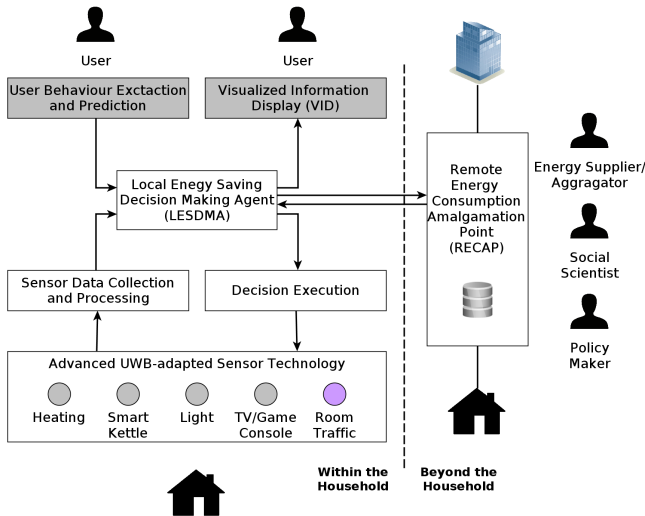 User
User
User Behaviour Exctaction
and Prediction
Visualized Information
Display (VID)
Local Enegy Saving
Decision Making Agent
(LESDMA)
Remote
Energy
Consumption
Amalgamation
Point
(RECAP)
Energy Supplier/
Aggragator
Social
Scientist
Policy
Maker
Sensor Data Collection
and Processing
Decision Execution
Advanced UWB-adapted Sensor Technology
Heating
Smart
Kettle
Light
TV/Game
Console
Room
Traffic
Within the
Household
Beyond the
Household